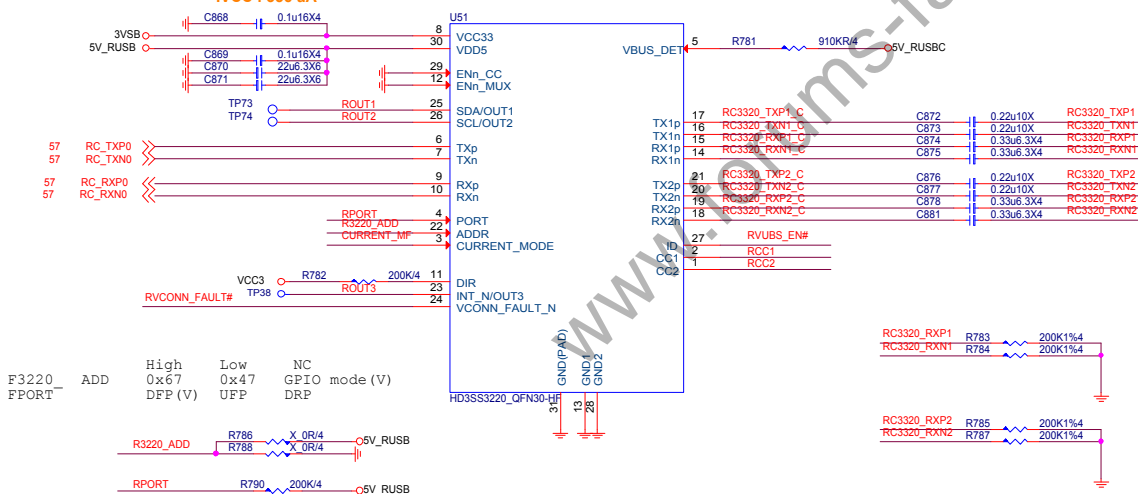 C868 0.1u16X4
U51
3VSB
5V_RUSB
8 VCC33
30 VDD5
VBUS_DET 5 R781 910KR/4 5V_RUSBC
C869 0.1u16X4
C870 22u6.3X6
C871 22u6.3X6
29 ENn_CC
12 ENn_MUX
TP73 ROUT1 25 SDA/OUT1
TP74 ROUT2 26 SCL/OUT2
TX1p 17 RC3320_TXP1_C C872 0.22u10X RC3320_TXP1
TX1n 16 RC3320_TXN1_C C873 0.22u10X RC3320_TXN1
RX1p 15 RC3320_RXP1_C C874 0.33u6.3X4 RC3320_RXP1
RX1n 14 RC3320_RXN1_C C875 0.33u6.3X4 RC3320_RXN1
57 RC_TXP0 6 TXp
57 RC_TXN0 7 TXn
57 RC_RXP0 9 RXp
57 RC_RXN0 10 RXn
TX2p 21 RC3320_TXP2_C C876 0.22u10X RC3320_TXP2
TX2n 20 RC3320_TXN2_C C877 0.22u10X RC3320_TXN2
RX2p 19 RC3320_RXP2_C C878 0.33u6.3X4 RC3320_RXP2
RX2n 18 RC3320_RXN2_C C881 0.33u6.3X4 RC3320_RXN2
RPORT 4 PORT
R3220_ADD 22 ADDR
CURRENT_MF 3 CURRENT_MODE
ID 27 RVUBS_EN#
CC1 2 RCC1
CC2 1 RCC2
VCC3 R782 200K/4 11 DIR
TP38 ROUT3 23 INT_N/OUT3
RVCONN_FAULT# 24 VCONN_FAULT_N
GND(PAD) GND1 GND2
31 13 28
HD3SS3220_QFN30-HF
RC3320_RXP1 R783 200K1%4
RC3320_RXN1 R784 200K1%4
High Low NC
F3220_ ADD 0x67 0x47 GPIO mode(V)
FPORT DFP(V) UFP DRP
RC3320_RXP2 R785 200K1%4
RC3320_RXN2 R787 200K1%4
R3220_ADD R786 X_0R/4 5V_RUSB
R788 X_0R/4
RPORT R790 200K/4 5V_RUSB